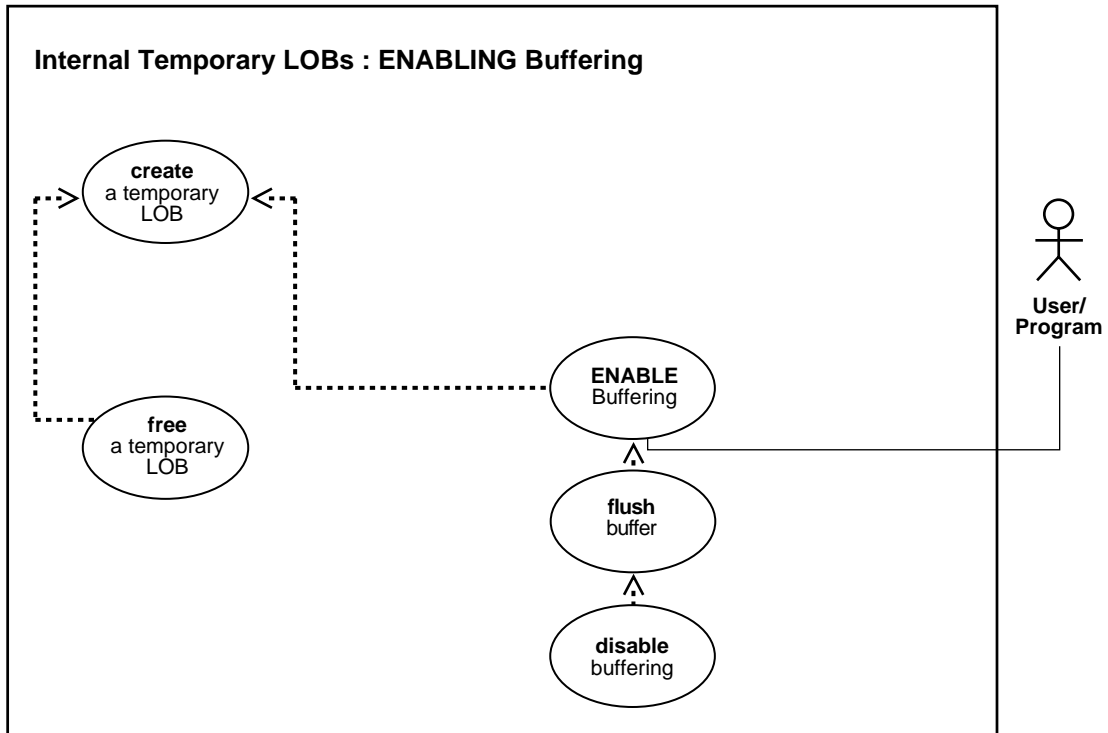 Internal Temporary LOBs : ENABLING Buffering
create
a temporary
LOB
User/
Program
ENABLE
Buffering
free
a temporary
LOB
flush
buffer
disable
buffering